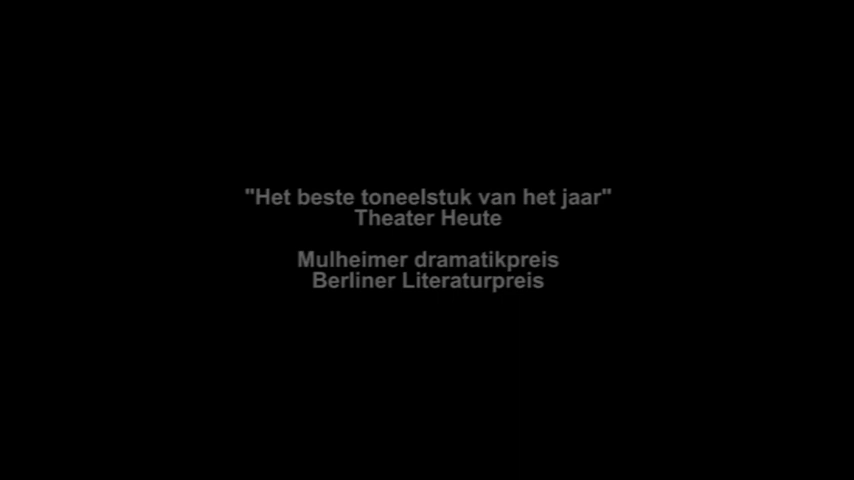 "Het beste toneelstuk van het jaar"
Theater Heute
Mulheimer dramatikpreis
Berliner Literaturpreis